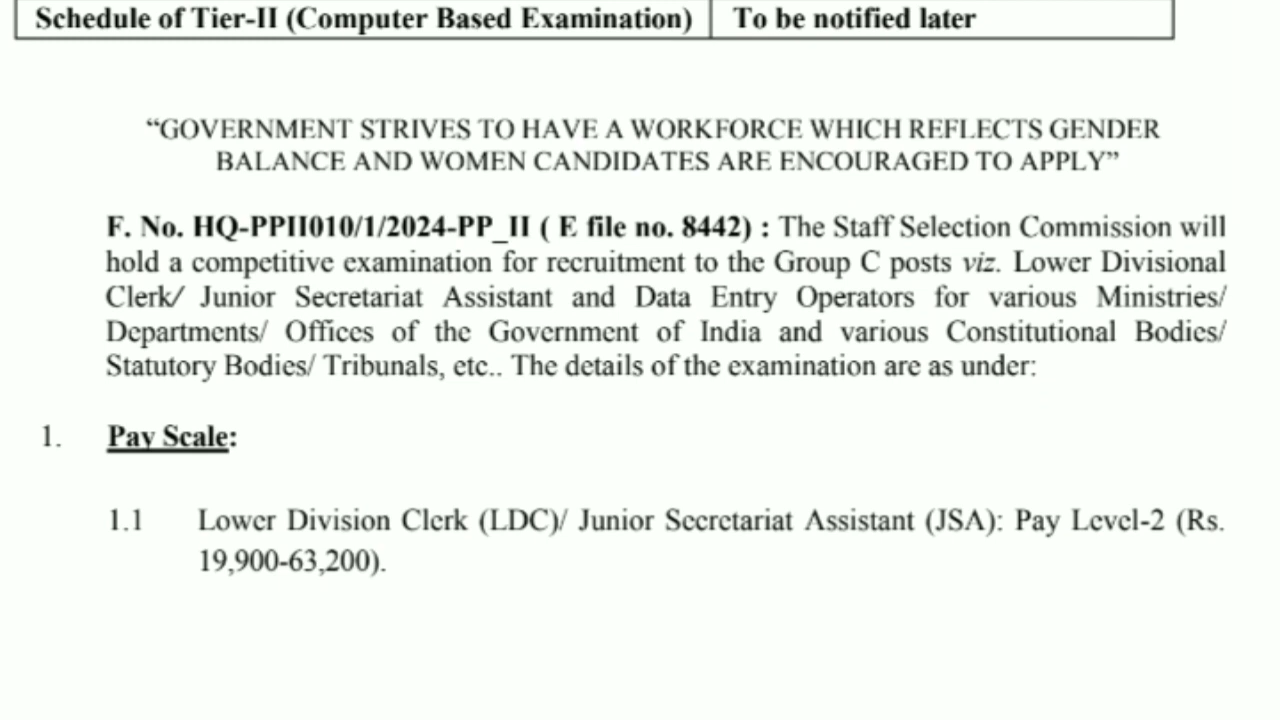 Schedule of Tier-II (Computer Based Examination) To be notified later
“GOVERNMENT STRIVES TO HAVE A WORKFORCE WHICH REFLECTS GENDER
BALANCE AND WOMEN CANDIDATES ARE ENCOURAGED TO APPLY”
F. No. HQ-PPII010/1/2024-PP_II ( E file no. 8442) : The Staff Selection Commission will
hold a competitive examination for recruitment to the Group C posts viz. Lower Divisional
Clerk/ Junior Secretariat Assistant and Data Entry Operators for various Ministries/
Departments/ Offices of the Government of India and various Constitutional Bodies/
Statutory Bodies/ Tribunals, etc.. The details of the examination are as under:
1. Pay Scale:
1.1 Lower Division Clerk (LDC)/ Junior Secretariat Assistant (JSA): Pay Level-2 (Rs.
19,900-63,200).